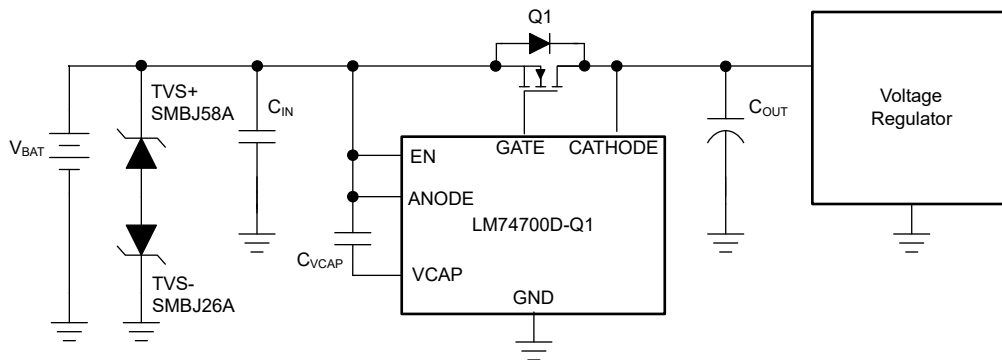 Q1
TVS+
SMBJ58A
C_IN
V_BAT
TVS-
SMBJ26A
C_VCAP
EN
ANODE
VCAP
GATE
CATHODE
LM74700D-Q1
GND
C_OUT
Voltage
Regulator